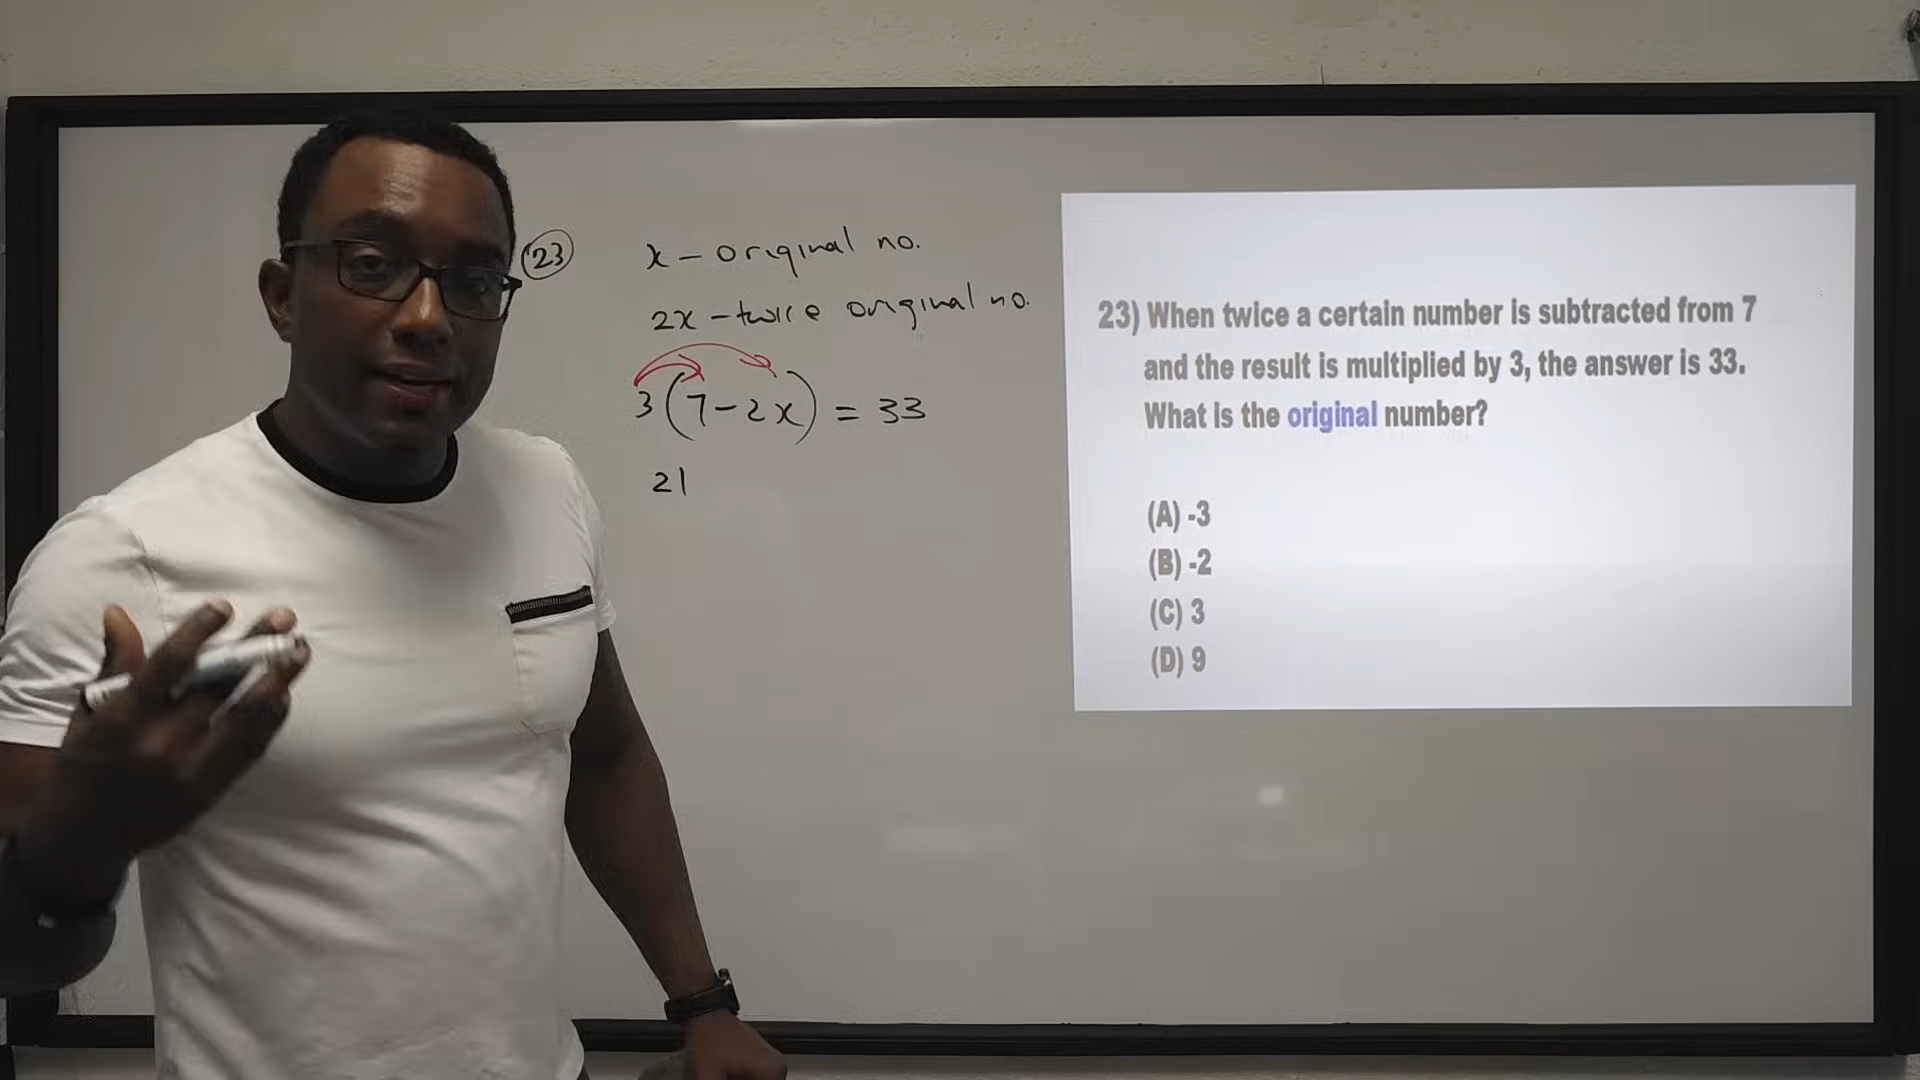 23
x – original no.
2x – twice original no.
3(7 – 2x) = 33
21
23) When twice a certain number is subtracted from 7
and the result is multiplied by 3, the answer is 33.
What is the original number?
(A) -3
(B) -2
(C) 3
(D) 9